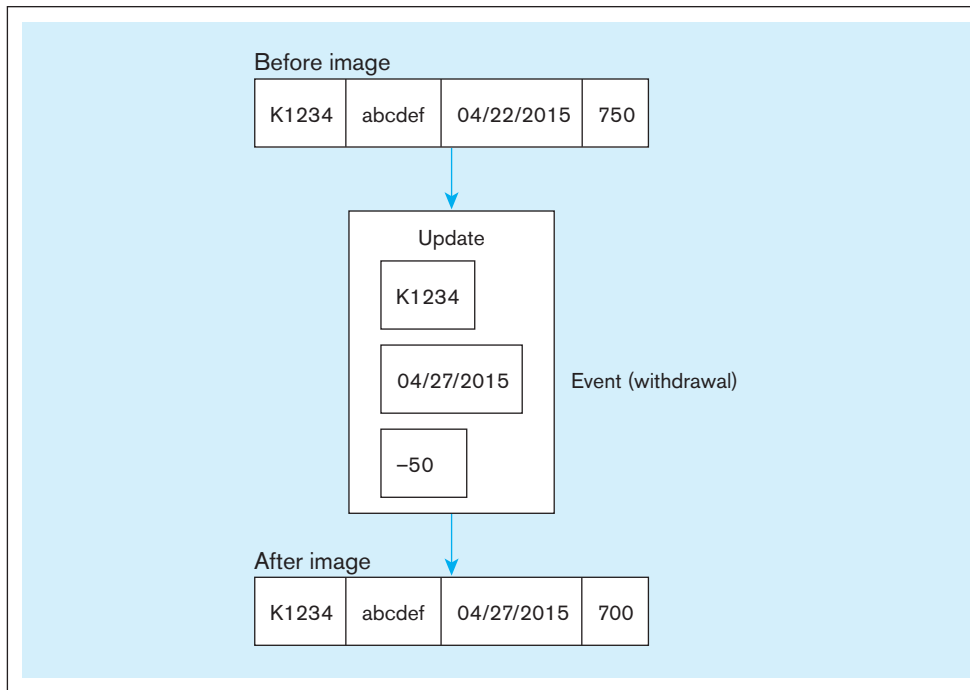 Before image
K1234 abcdef 04/22/2015 750
Update
K1234
04/27/2015
Event (withdrawal)
–50
After image
K1234 abcdef 04/27/2015 700